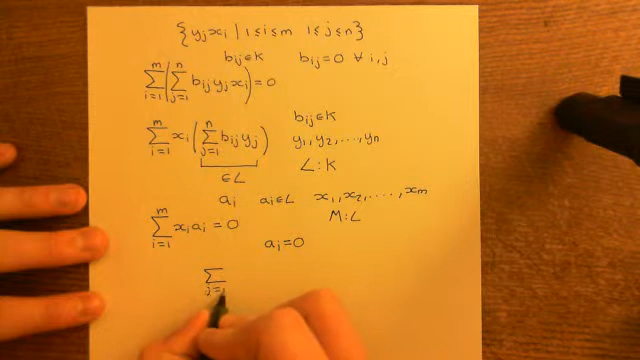 {y_j x_i | 1≤i≤m 1≤j≤n}
b_ij ∈ K b_ij = 0 ∀ i,j
∑_{i=1}^{m} (∑_{j=1}^{n} b_ij y_j x_i) = 0
b_ij ∈ K
∑_{i=1}^{m} x_i (∑_{j=1}^{n} b_ij y_j) y_1, y_2, ...., y_n
∈ L L : K
a_i a_i ∈ L x_1, x_2, ....., x_m
∑_{i=1}^{m} x_i a_i = 0 M : L
a_i = 0
∑_{j=1}